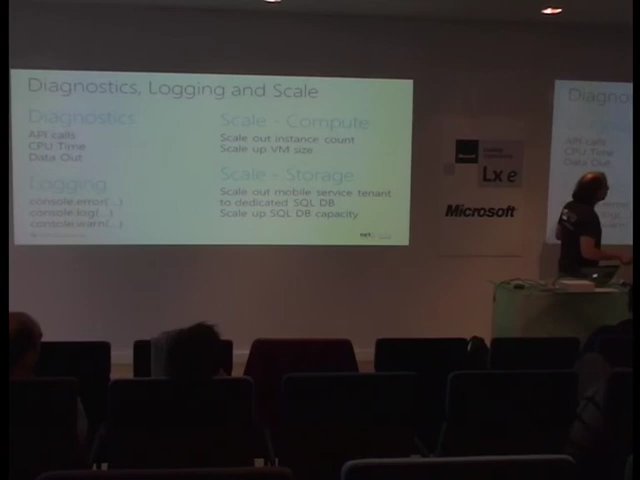 Diagnostics, Logging and Scale
Diagnostics
API calls
CPU Time
Data Out
Logging
console.error(...)
console.log(...)
console.warn(...)
Scale - Compute
Scale out instance count
Scale up VM size
Scale - Storage
Scale out mobile service tenant
to dedicated SQL DB
Scale up SQL DB capacity
Microsoft
Diagno
API calls
CPU Time
Data Out